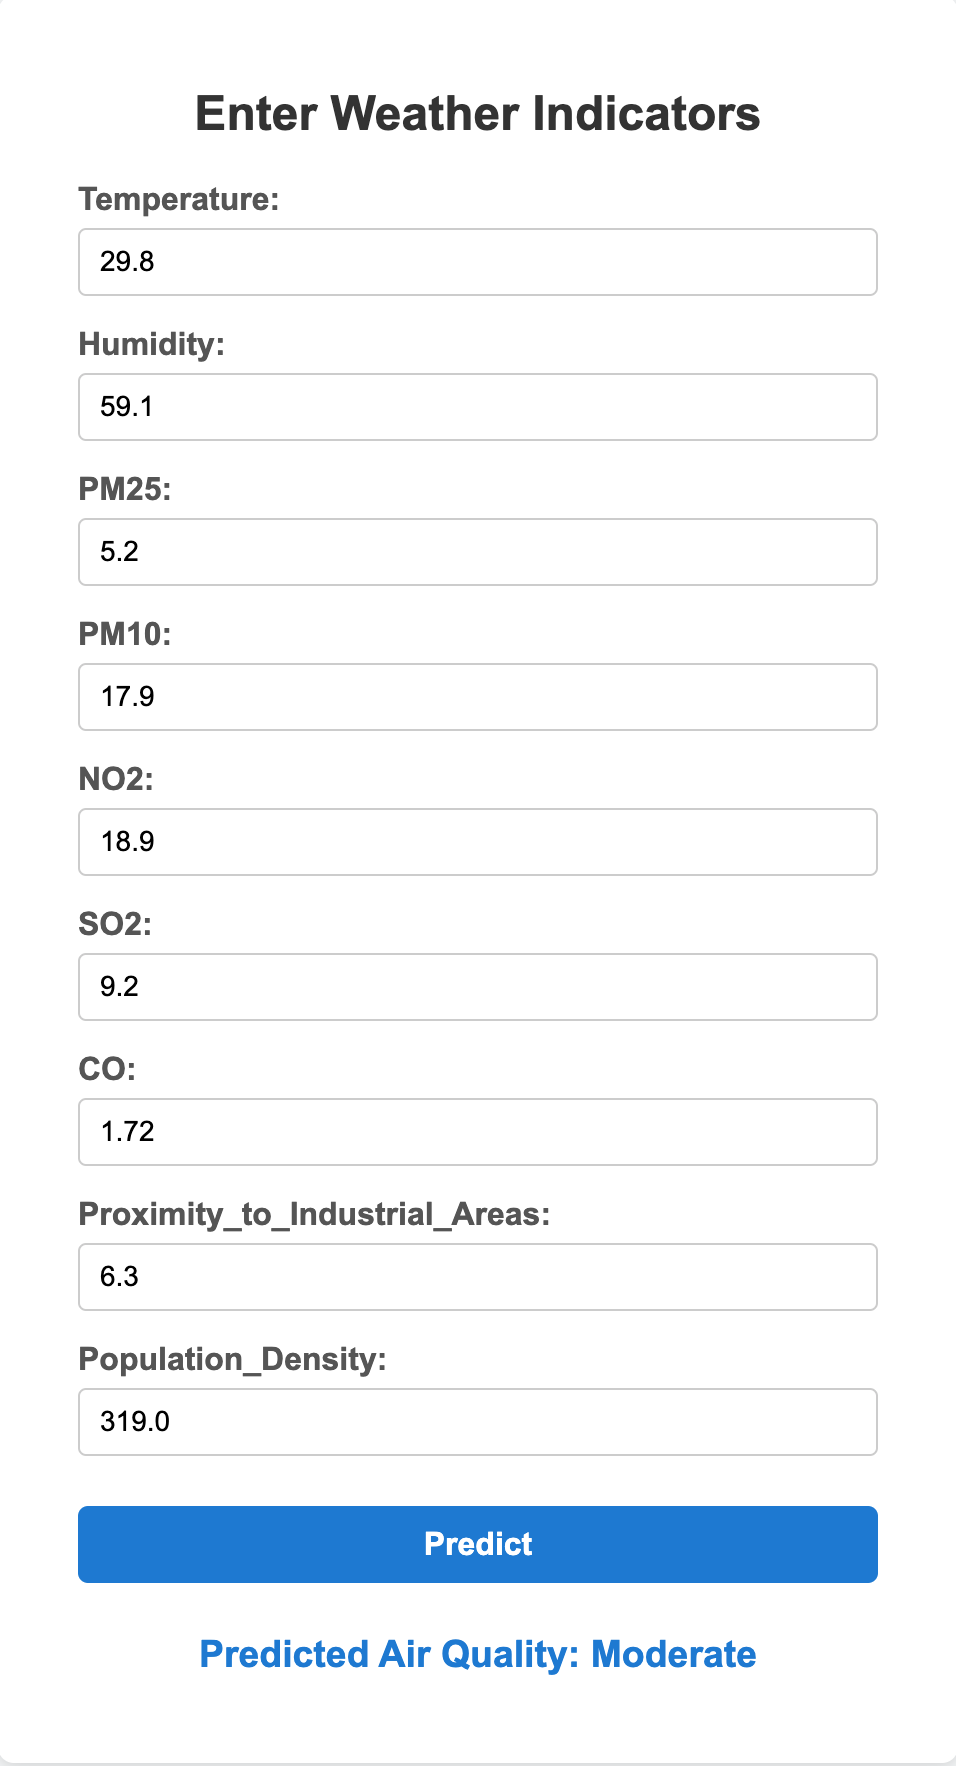 Enter Weather Indicators
Temperature:
29.8
Humidity:
59.1
PM25:
5.2
PM10:
17.9
NO2:
18.9
SO2:
9.2
CO:
1.72
Proximity_to_Industrial_Areas:
6.3
Population_Density:
319.0
Predict
Predicted Air Quality: Moderate